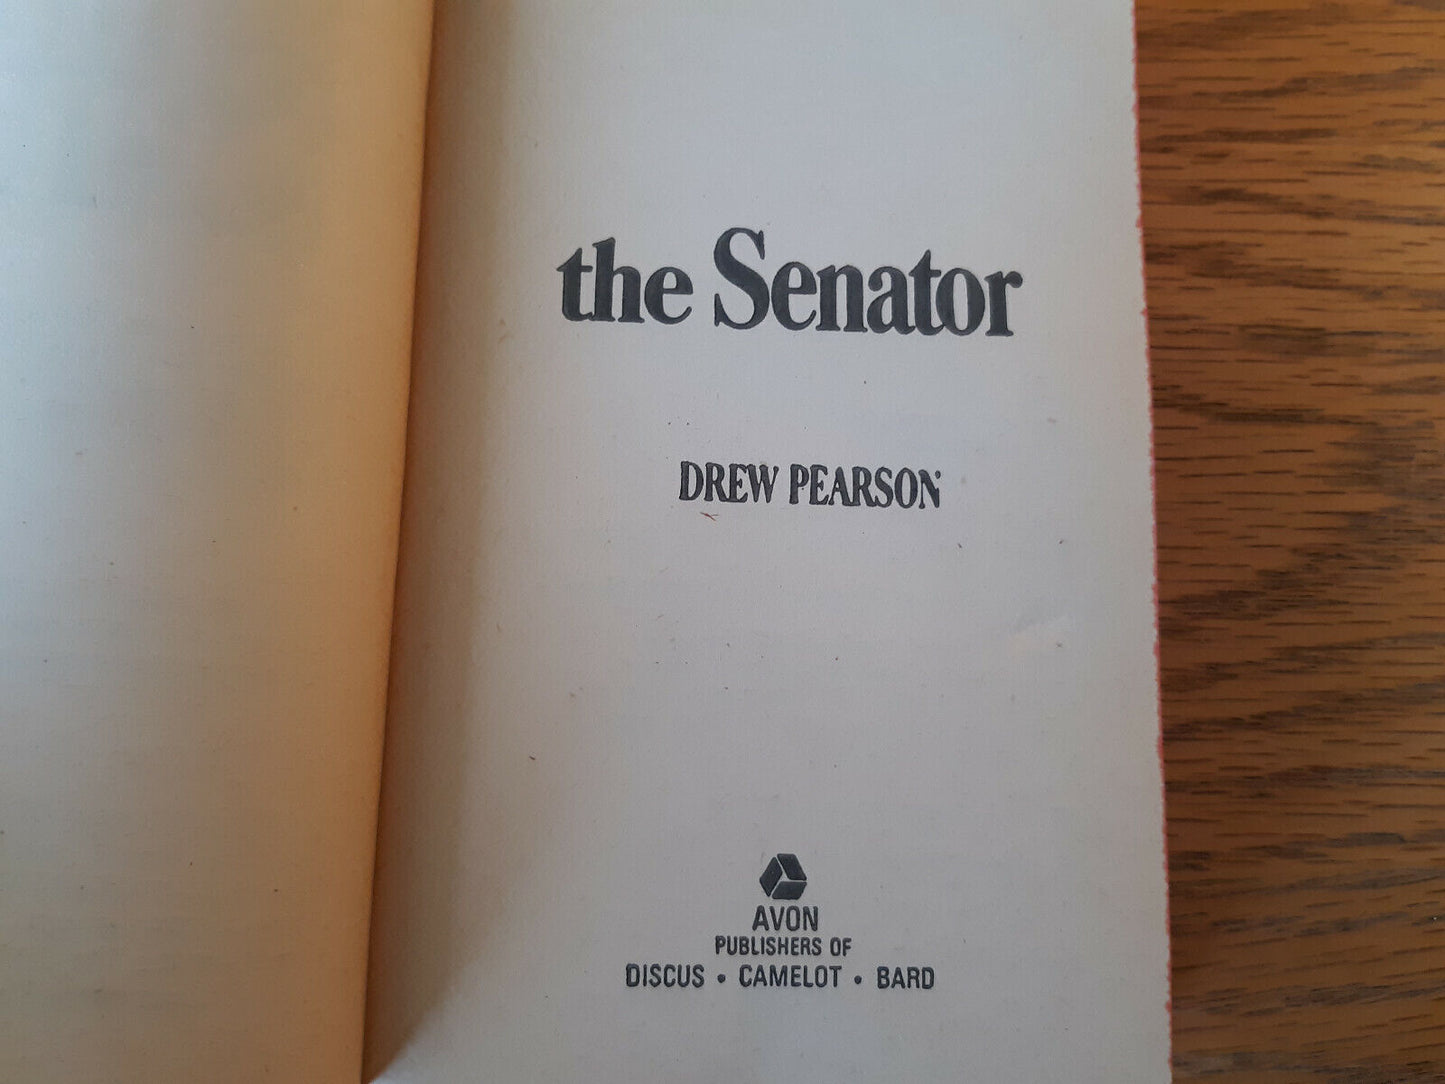 the Senator
DREW PEARSON
AVON
PUBLISHERS OF
DISCUS • CAMELOT • BARD